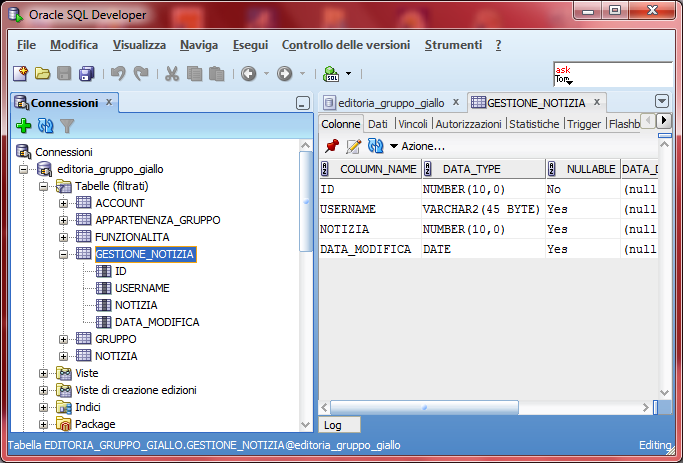 Oracle SQL Developer
File Modifica Visualizza Naviga Esegui Controllo delle versioni Strumenti ?
SQL
ask
Tom
Connessioni x
editoria_gruppo_giallo x GESTIONE_NOTIZIA x
Colonne Dati Vincoli Autorizzazioni Statistiche Trigger Flashb
Azione...
Connessioni
editoria_gruppo_giallo
Tabelle (filtrati)
ACCOUNT
APPARTENENZA_GRUPPO
FUNZIONALITA
GESTIONE_NOTIZIA
ID
USERNAME
NOTIZIA
DATA_MODIFICA
GRUPPO
NOTIZIA
Viste
Viste di creazione edizioni
Indici
Package
COLUMN_NAME DATA_TYPE NULLABLE DATA_D
ID NUMBER(10,0) No (null
USERNAME VARCHAR2(45 BYTE) Yes (null
NOTIZIA NUMBER(10,0) Yes (null
DATA_MODIFICA DATE Yes (null
Log
Tabella EDITORIA_GRUPPO_GIALLO.GESTIONE_NOTIZIA@editoria_gruppo_giallo Editing